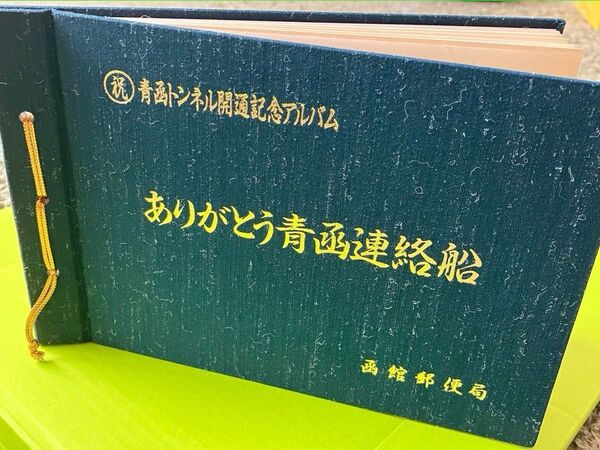 祝 青函トンネル開通記念アルバム
ありがとう青函連絡船
函館郵便局